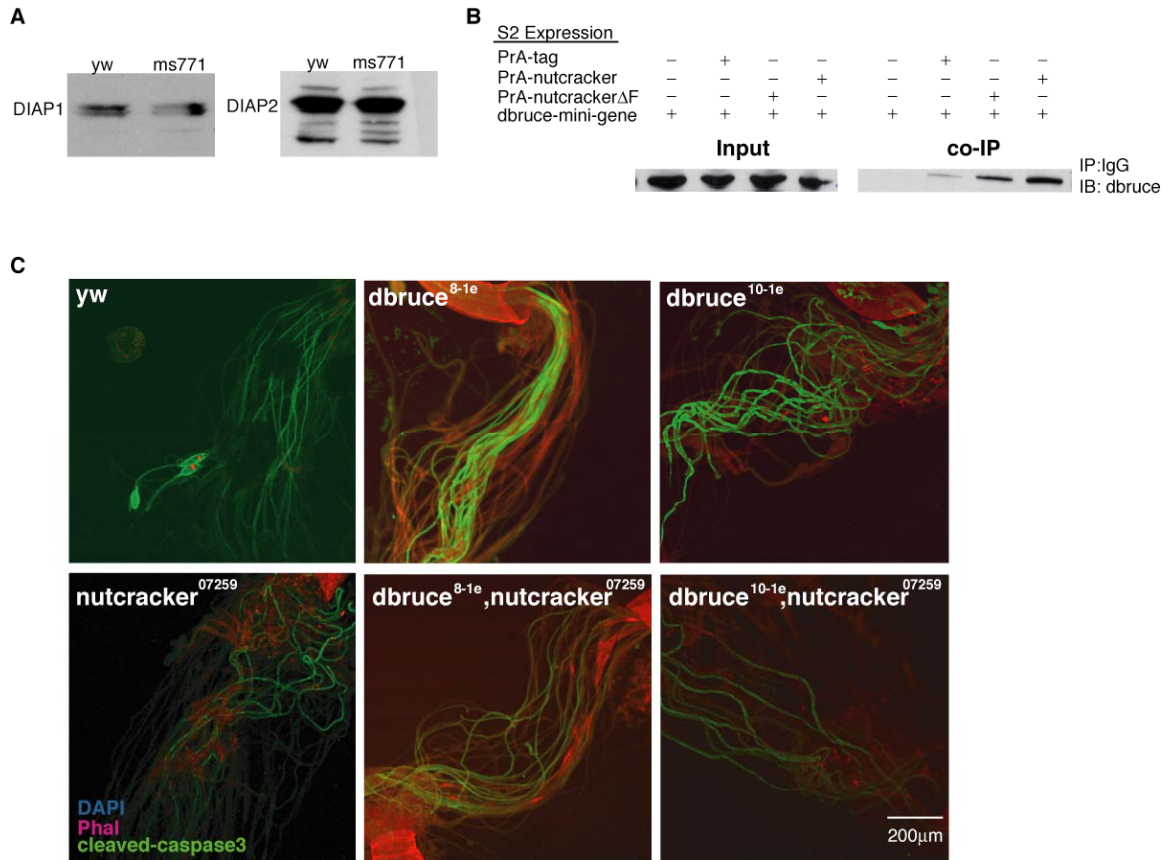 A
yw ms771
DIAP1
yw ms771
DIAP2
B
S2 Expression
PrA-tag – + – – – + – –
PrA-nutcracker – – – + – – – +
PrA-nutcrackerΔF – – + – – – + –
dbruce-mini-gene + + + + + + + +
Input co-IP
IP:IgG
IB: dbruce
C
yw
dbruce8-1e
dbruce10-1e
nutcracker07259
dbruce8-1e,nutcracker07259
dbruce10-1e,nutcracker07259
DAPI
Phal
cleaved-caspase3
200μm